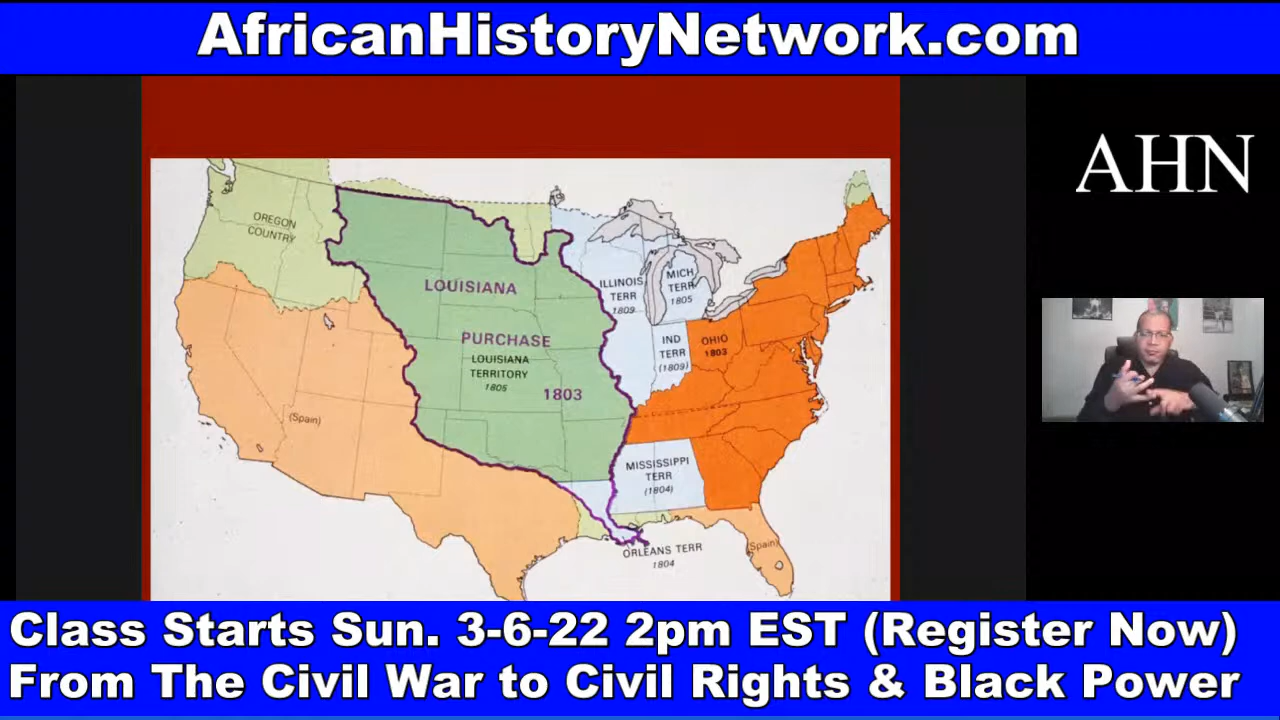 AfricanHistoryNetwork.com
AHN
OREGON
COUNTRY
LOUISIANA
PURCHASE
LOUISIANA
TERRITORY
1805
1803
ILLINOIS
TERR
1809
MICH
TERR
1805
IND
TERR
(1809)
OHIO
1803
(Spain)
MISSISSIPPI
TERR
(1804)
ORLEANS TERR
1804
(Spain)
Class Starts Sun. 3-6-22 2pm EST (Register Now)
From The Civil War to Civil Rights & Black Power